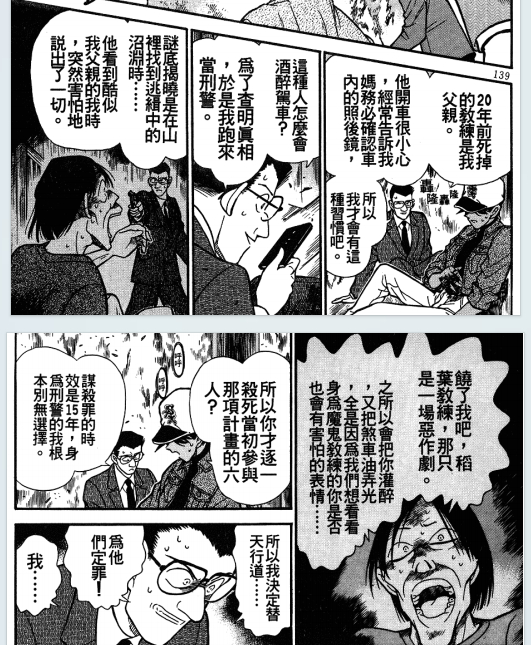 139
20年前死掉
的教練是我
父親。
他開車很小心
，經常告訴我
媽務必確認車
內的照後鏡，
轟隆
轟隆
所以
我才會有這
種習慣吧。
這種人怎麼會
酒醉駕車？
為了查明真相
，於是我跑來
當刑警。
謎底揭曉是在山
裡找到逃緝中的
沼淵時……
他看到酷似
我父親的我時
，突然害怕地
說出了一切。
饒了我吧，稻
葉教練，那只
是一場惡作劇
。
之所以會把你灌醉
，又把煞車油弄光
，全是因為我們想看看
身為魔鬼教練的你是否
也會有害怕的表情……
所以你才逐一
殺死當初參與
那項計畫的六
人？
呼呼
呼呼
謀殺罪的時
效是15年，身
為刑警的我根
本別無選擇。
所以我決定替
天行道……
為他
們定罪！
我……